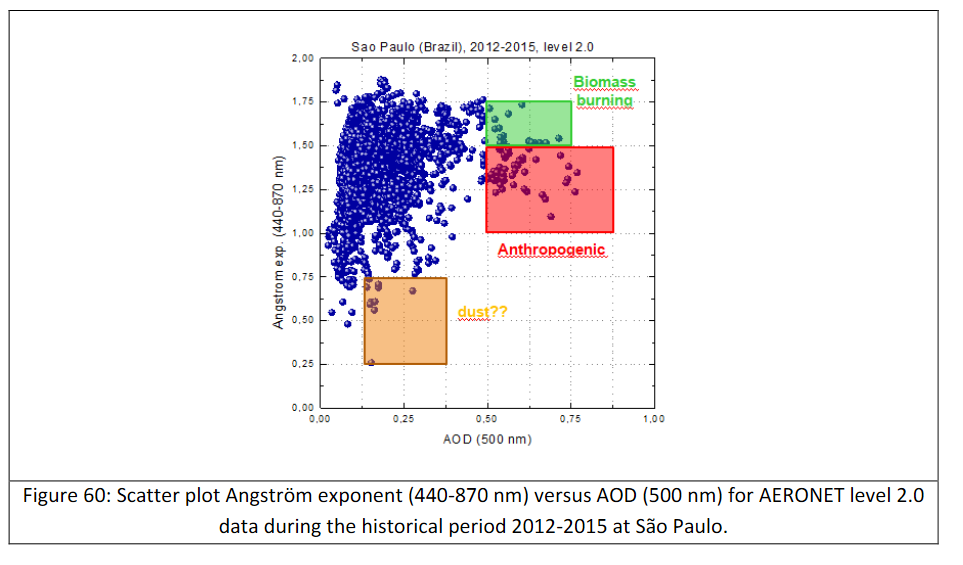 Sao Paulo (Brazil), 2012-2015, level 2.0
2,00
1,75
1,50
1,25
1,00
0,75
0,50
0,25
0,00
Angstrom exp. (440-870 nm)
Biomass
burning
Anthropogenic
dust??
0,00 0,25 0,50 0,75 1,00
AOD (500 nm)
Figure 60: Scatter plot Angström exponent (440-870 nm) versus AOD (500 nm) for AERONET level 2.0
data during the historical period 2012-2015 at São Paulo.